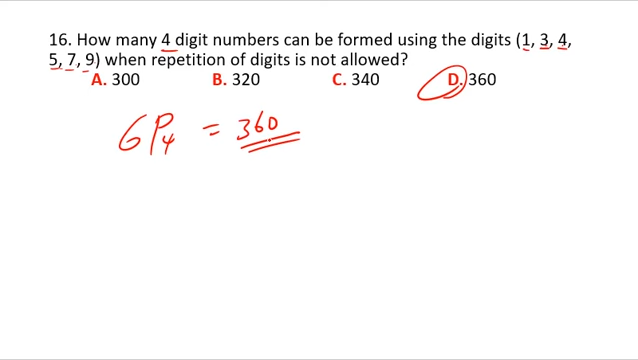 16. How many 4 digit numbers can be formed using the digits (1, 3, 4,
5, 7, 9) when repetition of digits is not allowed?
A. 300 B. 320 C. 340 D. 360
6P4 = 360